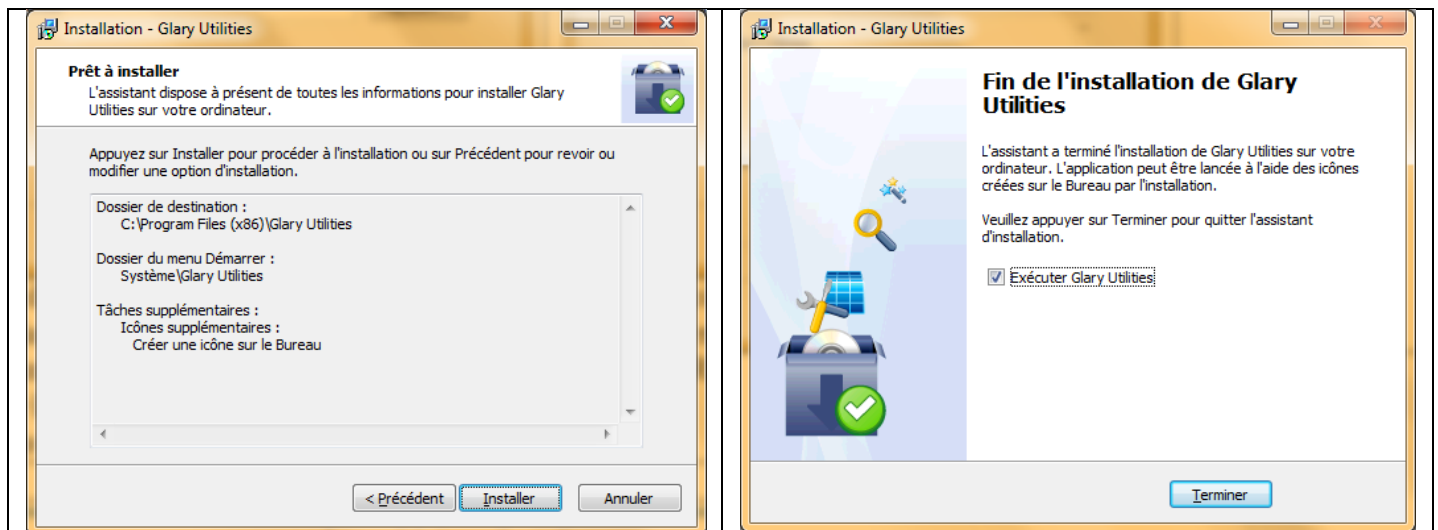 Installation - Glary Utilities
Prêt à installer
L'assistant dispose à présent de toutes les informations pour installer Glary
Utilities sur votre ordinateur.
Appuyez sur Installer pour procéder à l'installation ou sur Précédent pour revoir ou
modifier une option d'installation.
Dossier de destination :
C:\Program Files (x86)\Glary Utilities
Dossier du menu Démarrer :
Système\Glary Utilities
Tâches supplémentaires :
Icônes supplémentaires :
Créer une icône sur le Bureau
< Précédent
Installer
Annuler
Installation - Glary Utilities
Fin de l'installation de Glary
Utilities
L'assistant a terminé l'installation de Glary Utilities sur votre
ordinateur. L'application peut être lancée à l'aide des icônes
créées sur le Bureau par l'installation.
Veuillez appuyer sur Terminer pour quitter l'assistant
d'installation.
Exécuter Glary Utilities
Terminer